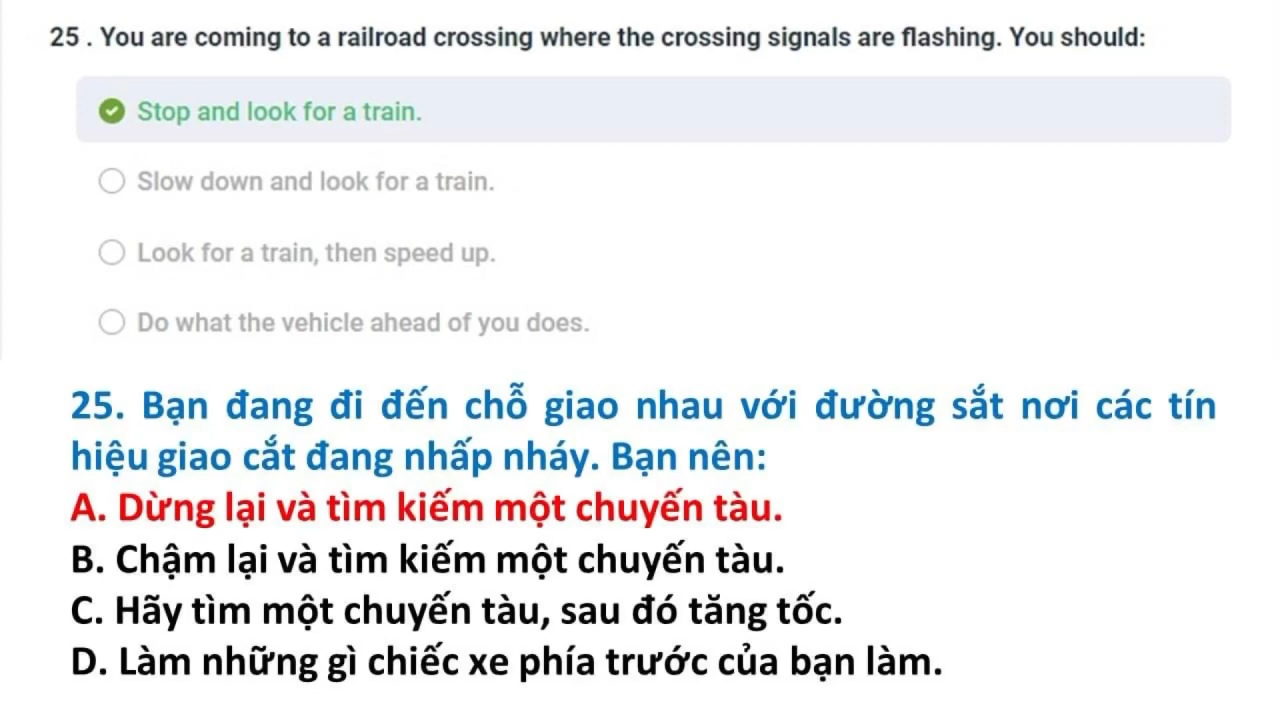 25 . You are coming to a railroad crossing where the crossing signals are flashing. You should:
Stop and look for a train.
Slow down and look for a train.
Look for a train, then speed up.
Do what the vehicle ahead of you does.
25. Bạn đang đi đến chỗ giao nhau với đường sắt nơi các tín
hiệu giao cắt đang nhấp nháy. Bạn nên:
A. Dừng lại và tìm kiếm một chuyến tàu.
B. Chậm lại và tìm kiếm một chuyến tàu.
C. Hãy tìm một chuyến tàu, sau đó tăng tốc.
D. Làm những gì chiếc xe phía trước của bạn làm.